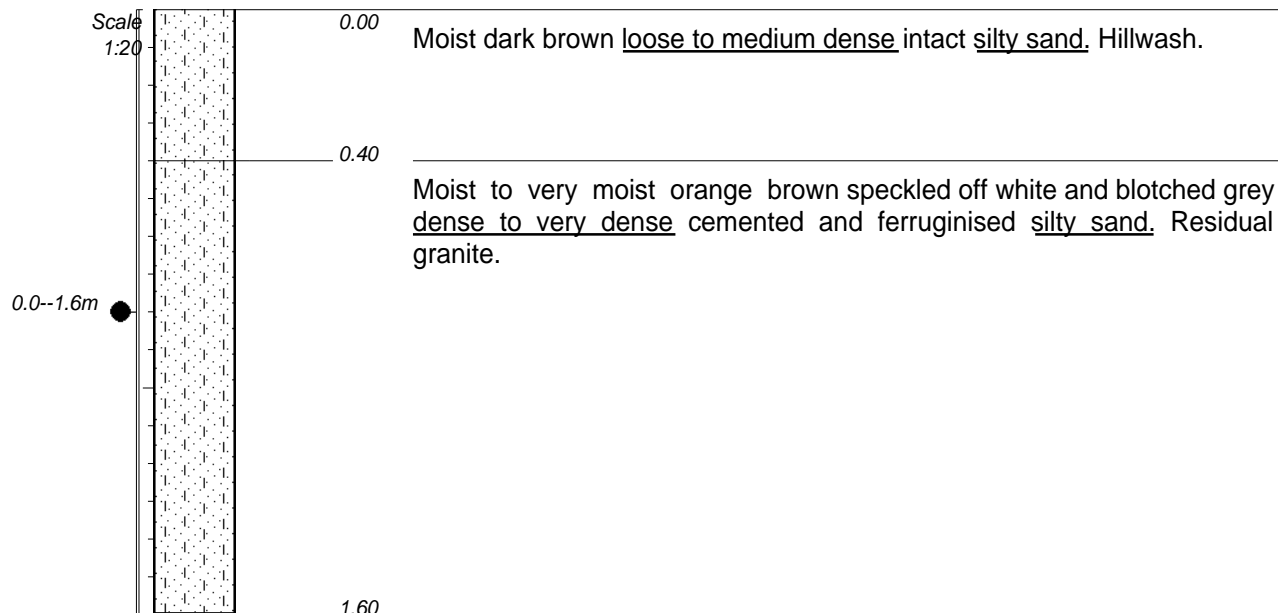 Scale
1:20
0.00
Moist dark brown loose to medium dense intact silty sand. Hillwash.
0.40
Moist to very moist orange brown speckled off white and blotched grey
dense to very dense cemented and ferruginised silty sand. Residual
granite.
0.0--1.6m
1.60